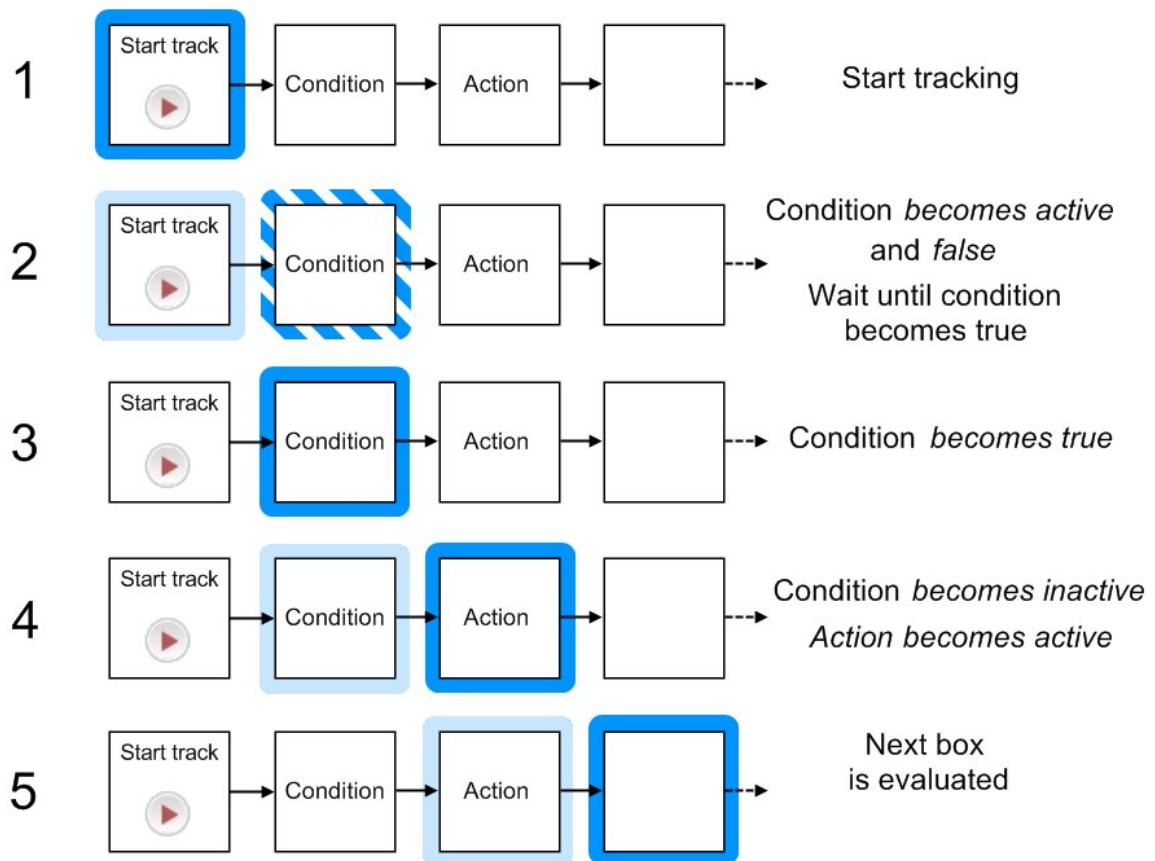 1
Start track
Condition
Action
Start tracking
2
Start track
Condition
Action
Condition becomes active
and false
Wait until condition
becomes true
3
Start track
Condition
Action
Condition becomes true
4
Start track
Condition
Action
Condition becomes inactive
Action becomes active
5
Start track
Condition
Action
Next box
is evaluated